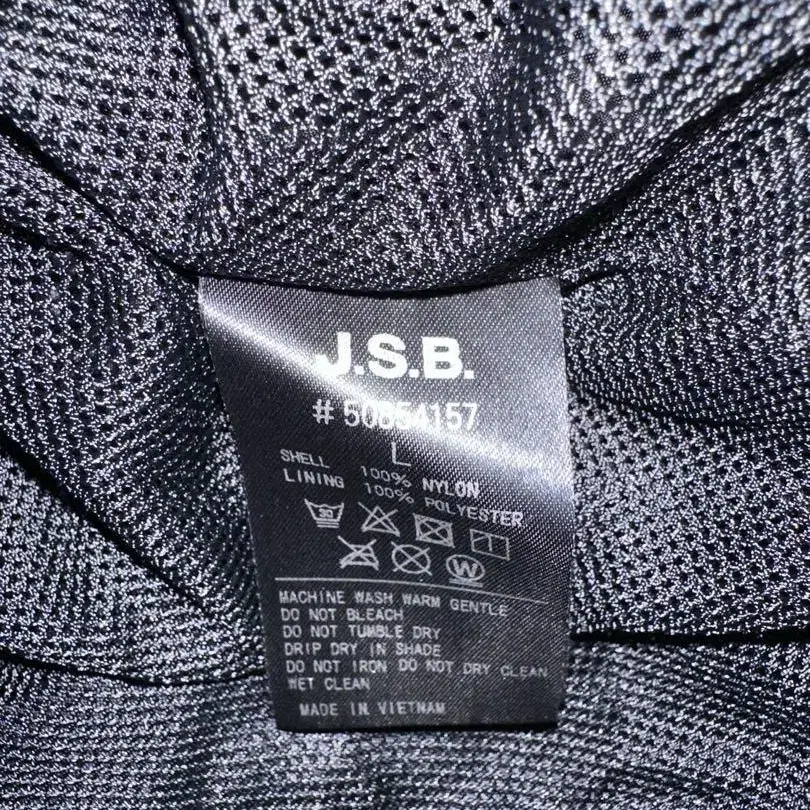 J.S.B.
# 50854157
L
SHELL 100% NYLON
LINING 100% POLYESTER
30
W
MACHINE WASH WARM GENTLE
DO NOT BLEACH
DO NOT TUMBLE DRY
DRIP DRY IN SHADE
DO NOT IRON DO NOT DRY CLEAN
WET CLEAN
MADE IN VIETNAM